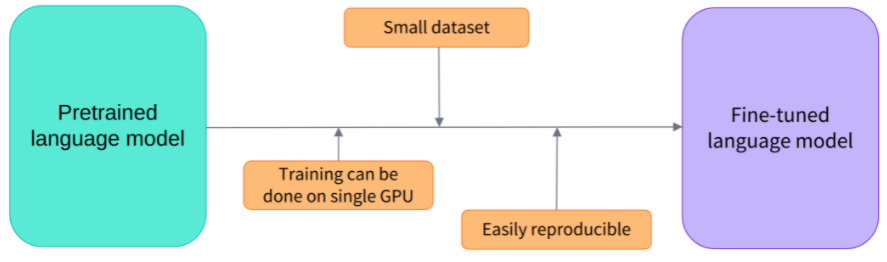 Small dataset
Pretrained
language model
Fine-tuned
language model
Training can be
done on single GPU
Easily reproducible